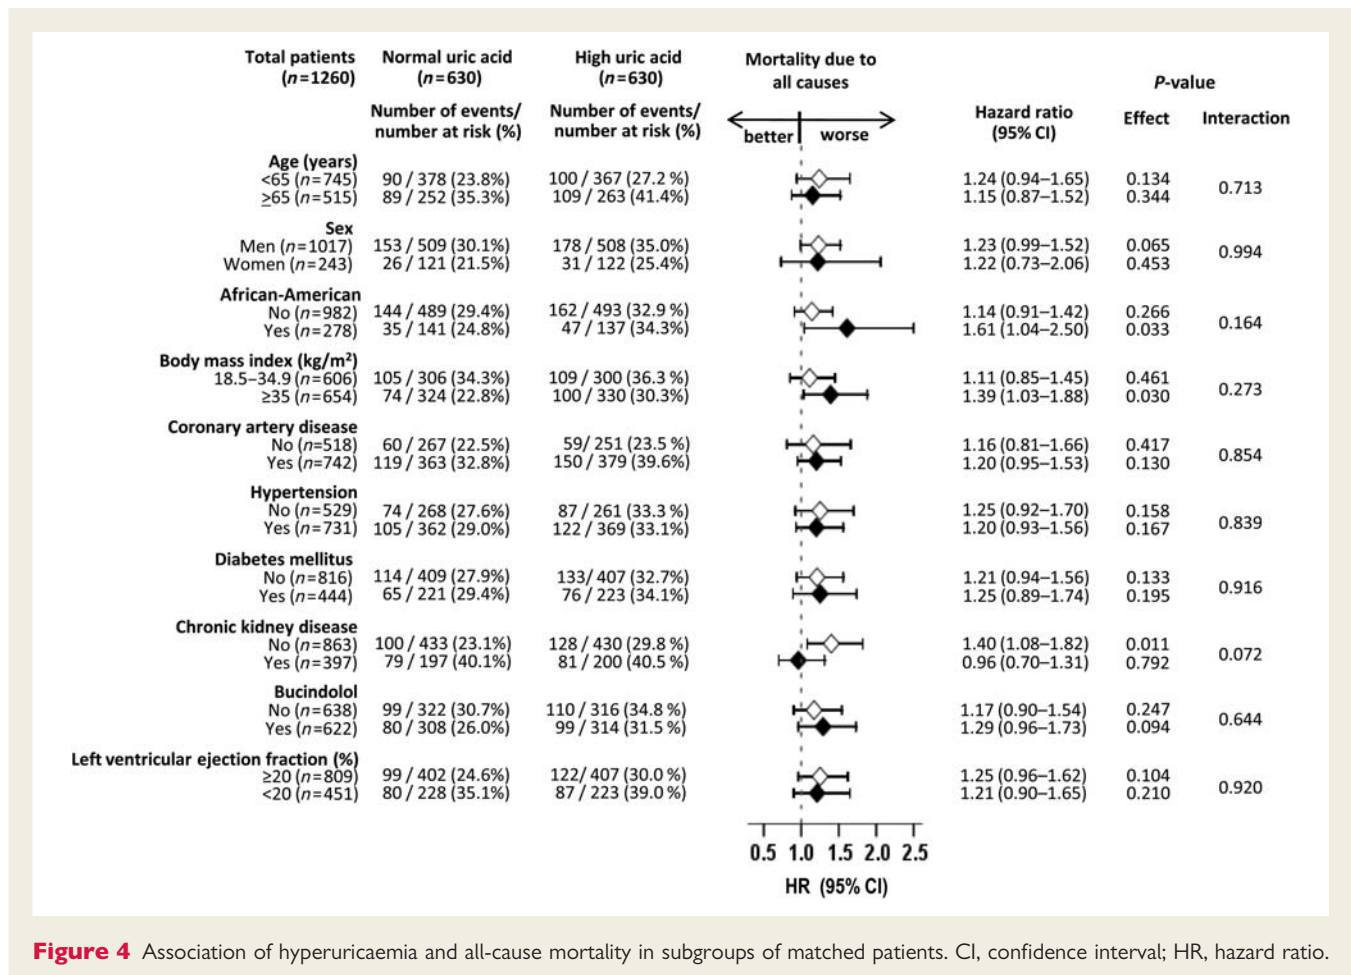 Total patients Normal uric acid High uric acid Mortality due to
(n=1260) (n=630) (n=630) all causes P-value
Number of events/ Number of events/ Hazard ratio Effect Interaction
number at risk (%) number at risk (%) better worse (95% CI)
Age (years)
<65 (n=745) 90 / 378 (23.8%) 100 / 367 (27.2 %) 1.24 (0.94–1.65) 0.134 0.713
≥65 (n=515) 89 / 252 (35.3%) 109 / 263 (41.4%) 1.15 (0.87–1.52) 0.344
Sex
Men (n=1017) 153 / 509 (30.1%) 178 / 508 (35.0%) 1.23 (0.99–1.52) 0.065 0.994
Women (n=243) 26 / 121 (21.5%) 31 / 122 (25.4%) 1.22 (0.73–2.06) 0.453
African-American
No (n=982) 144 / 489 (29.4%) 162 / 493 (32.9 %) 1.14 (0.91–1.42) 0.266 0.164
Yes (n=278) 35 / 141 (24.8%) 47 / 137 (34.3%) 1.61 (1.04–2.50) 0.033
Body mass index (kg/m²)
18.5–34.9 (n=606) 105 / 306 (34.3%) 109 / 300 (36.3 %) 1.11 (0.85–1.45) 0.461 0.273
≥35 (n=654) 74 / 324 (22.8%) 100 / 330 (30.3%) 1.39 (1.03–1.88) 0.030
Coronary artery disease
No (n=518) 60 / 267 (22.5%) 59/ 251 (23.5 %) 1.16 (0.81–1.66) 0.417 0.854
Yes (n=742) 119 / 363 (32.8%) 150 / 379 (39.6%) 1.20 (0.95–1.53) 0.130
Hypertension
No (n=529) 74 / 268 (27.6%) 87 / 261 (33.3 %) 1.25 (0.92–1.70) 0.158 0.839
Yes (n=731) 105 / 362 (29.0%) 122 / 369 (33.1%) 1.20 (0.93–1.56) 0.167
Diabetes mellitus
No (n=816) 114 / 409 (27.9%) 133/ 407 (32.7%) 1.21 (0.94–1.56) 0.133 0.916
Yes (n=444) 65 / 221 (29.4%) 76 / 223 (34.1%) 1.25 (0.89–1.74) 0.195
Chronic kidney disease
No (n=863) 100 / 433 (23.1%) 128 / 430 (29.8 %) 1.40 (1.08–1.82) 0.011 0.072
Yes (n=397) 79 / 197 (40.1%) 81 / 200 (40.5 %) 0.96 (0.70–1.31) 0.792
Bucindolol
No (n=638) 99 / 322 (30.7%) 110 / 316 (34.8 %) 1.17 (0.90–1.54) 0.247 0.644
Yes (n=622) 80 / 308 (26.0%) 99 / 314 (31.5 %) 1.29 (0.96–1.73) 0.094
Left ventricular ejection fraction (%)
≥20 (n=809) 99 / 402 (24.6%) 122/ 407 (30.0 %) 1.25 (0.96–1.62) 0.104 0.920
<20 (n=451) 80 / 228 (35.1%) 87 / 223 (39.0 %) 1.21 (0.90–1.65) 0.210
0.5 1.0 1.5 2.0 2.5
HR (95% CI)
Figure 4 Association of hyperuricaemia and all-cause mortality in subgroups of matched patients. CI, confidence interval; HR, hazard ratio.